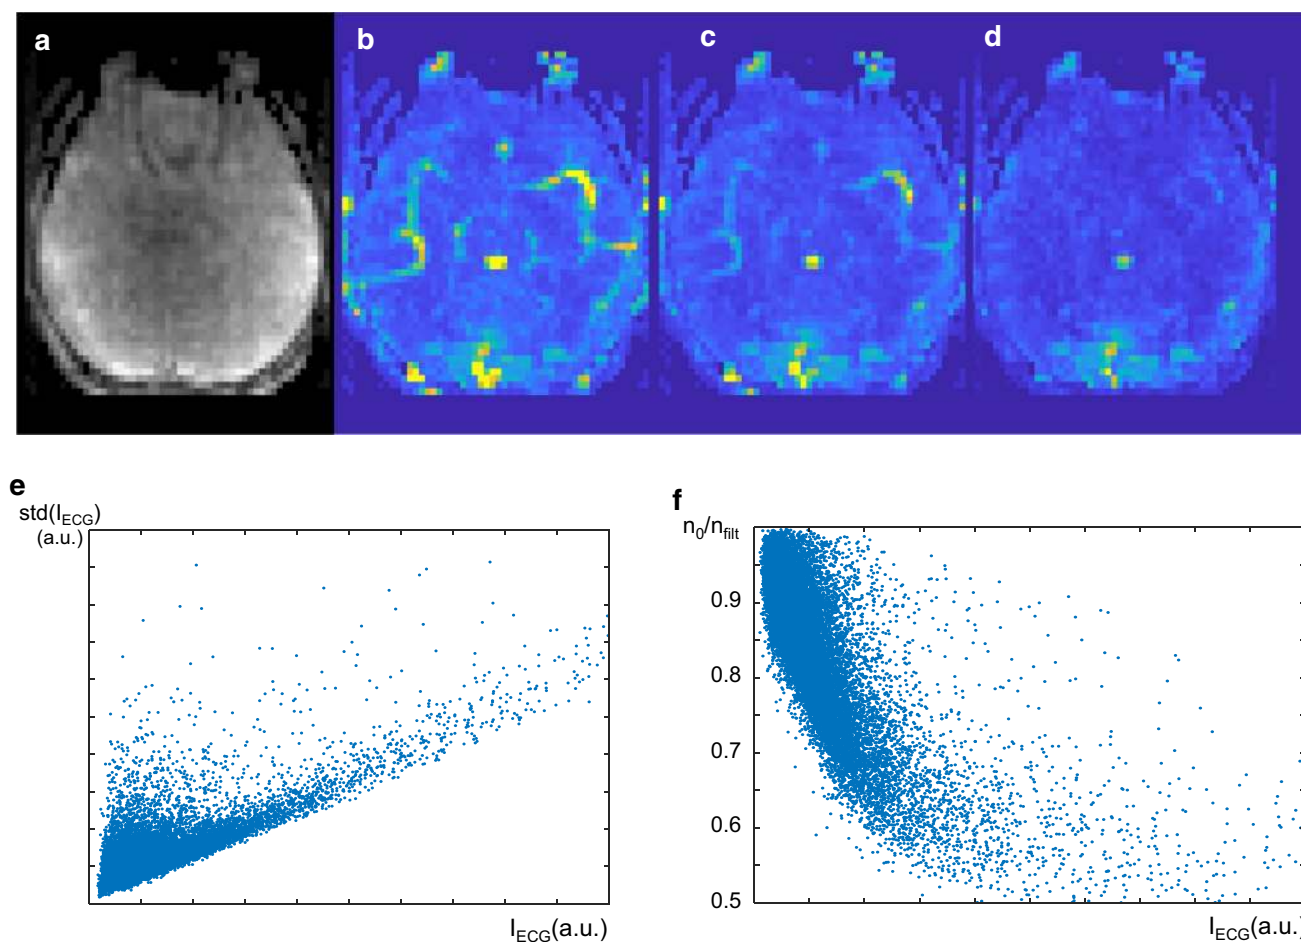 a
b
c
d
e
std(I_ECG)
(a.u.)
I_ECG(a.u.)
f
n_0/n_filt
0.9
0.8
0.7
0.6
0.5
I_ECG(a.u.)